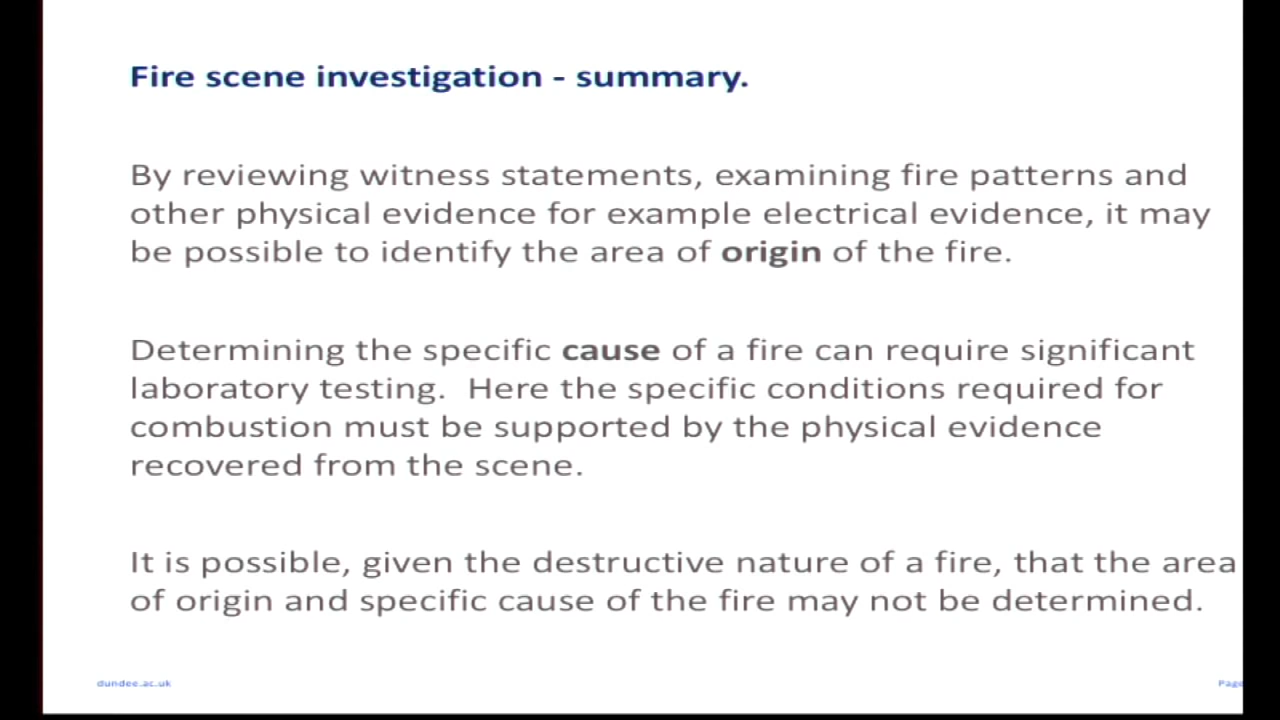 Fire scene investigation - summary.
By reviewing witness statements, examining fire patterns and
other physical evidence for example electrical evidence, it may
be possible to identify the area of origin of the fire.
Determining the specific cause of a fire can require significant
laboratory testing.  Here the specific conditions required for
combustion must be supported by the physical evidence
recovered from the scene.
It is possible, given the destructive nature of a fire, that the area
of origin and specific cause of the fire may not be determined.
dundee.ac.uk
Page